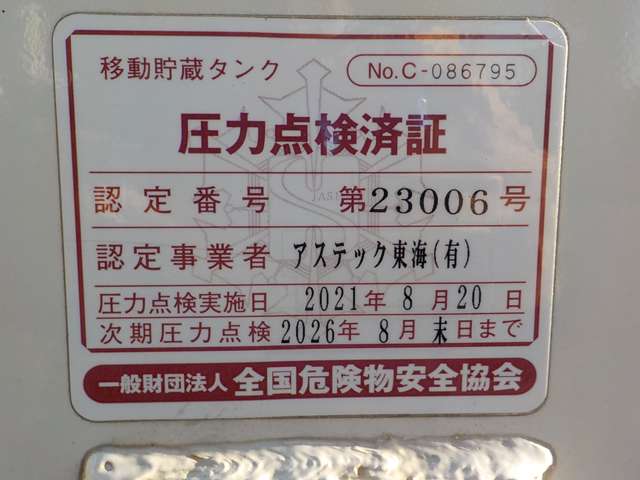 移動貯蔵タンク No.C-086795
圧力点検済証
認定番号 第23006号
認定事業者 アステック東海(有)
圧力点検実施日 2021年 8月20日
次期圧力点検 2026年 8月末日まで
一般財団法人 全国危険物安全協会